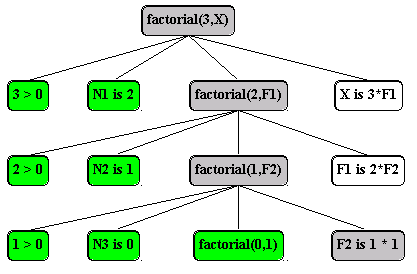 factorial(3,X)
3 > 0 N1 is 2 factorial(2,F1) X is 3*F1
2 > 0 N2 is 1 factorial(1,F2) F1 is 2*F2
1 > 0 N3 is 0 factorial(0,1) F2 is 1 * 1